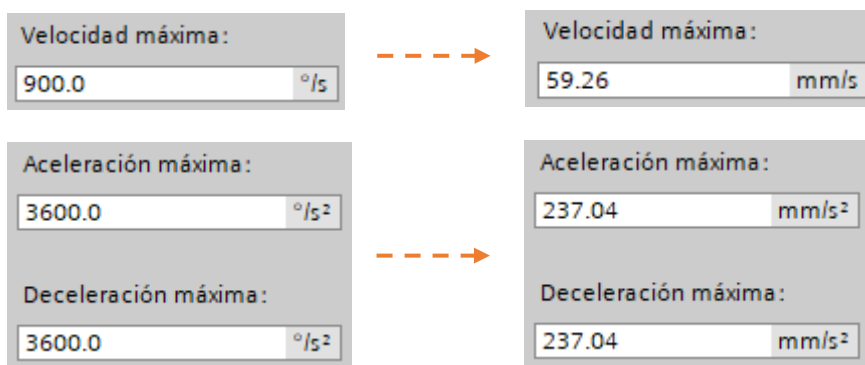 Velocidad máxima:
900.0 °/s
Velocidad máxima:
59.26 mm/s
Aceleración máxima:
3600.0 °/s²
Aceleración máxima:
237.04 mm/s²
Deceleración máxima:
3600.0 °/s²
Deceleración máxima:
237.04 mm/s²